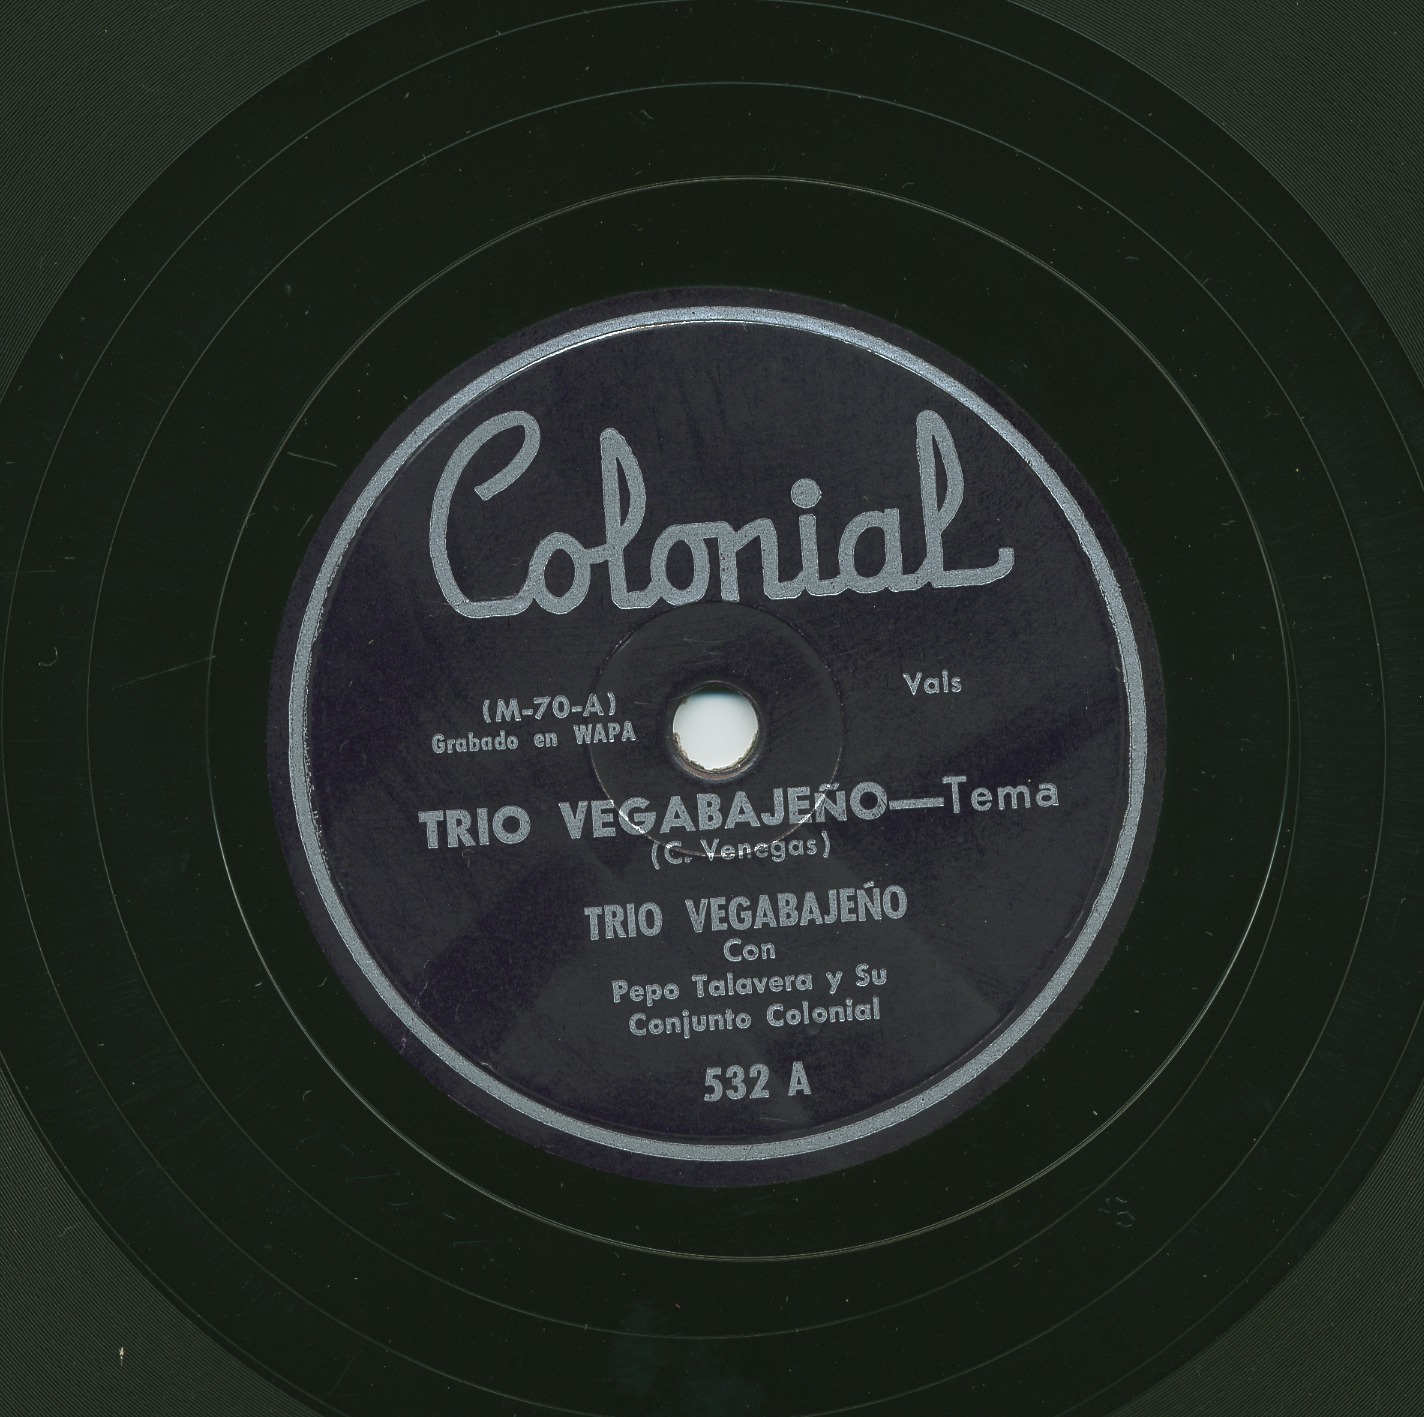 Colonial
Vals
(M-70-A)
Grabado en WAPA
TRIO VEGABAJEÑO—Tema
(C. Venegas)
TRIO VEGABAJEÑO
Con
Pepo Talavera y Su
Conjunto Colonial
532 A